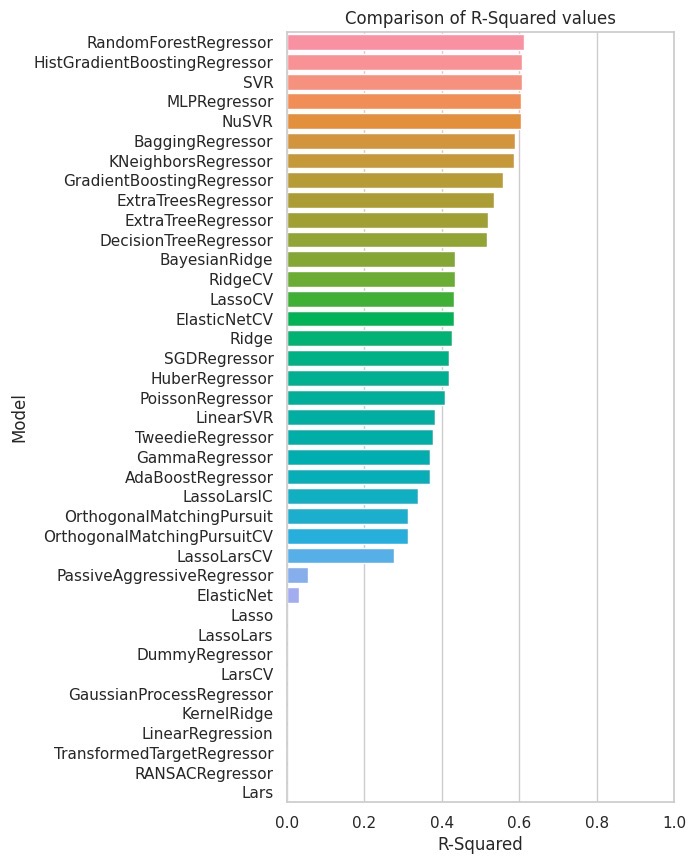 Comparison of R-Squared values
RandomForestRegressor
HistGradientBoostingRegressor
SVR
MLPRegressor
NuSVR
BaggingRegressor
KNeighborsRegressor
GradientBoostingRegressor
ExtraTreesRegressor
ExtraTreeRegressor
DecisionTreeRegressor
BayesianRidge
RidgeCV
LassoCV
ElasticNetCV
Ridge
SGDRegressor
HuberRegressor
PoissonRegressor
LinearSVR
TweedieRegressor
GammaRegressor
AdaBoostRegressor
LassoLarsIC
OrthogonalMatchingPursuit
OrthogonalMatchingPursuitCV
LassoLarsCV
PassiveAggressiveRegressor
ElasticNet
Lasso
LassoLars
DummyRegressor
LarsCV
GaussianProcessRegressor
KernelRidge
LinearRegression
TransformedTargetRegressor
RANSACRegressor
Lars
Model
0.0 0.2 0.4 0.6 0.8 1.0
R-Squared